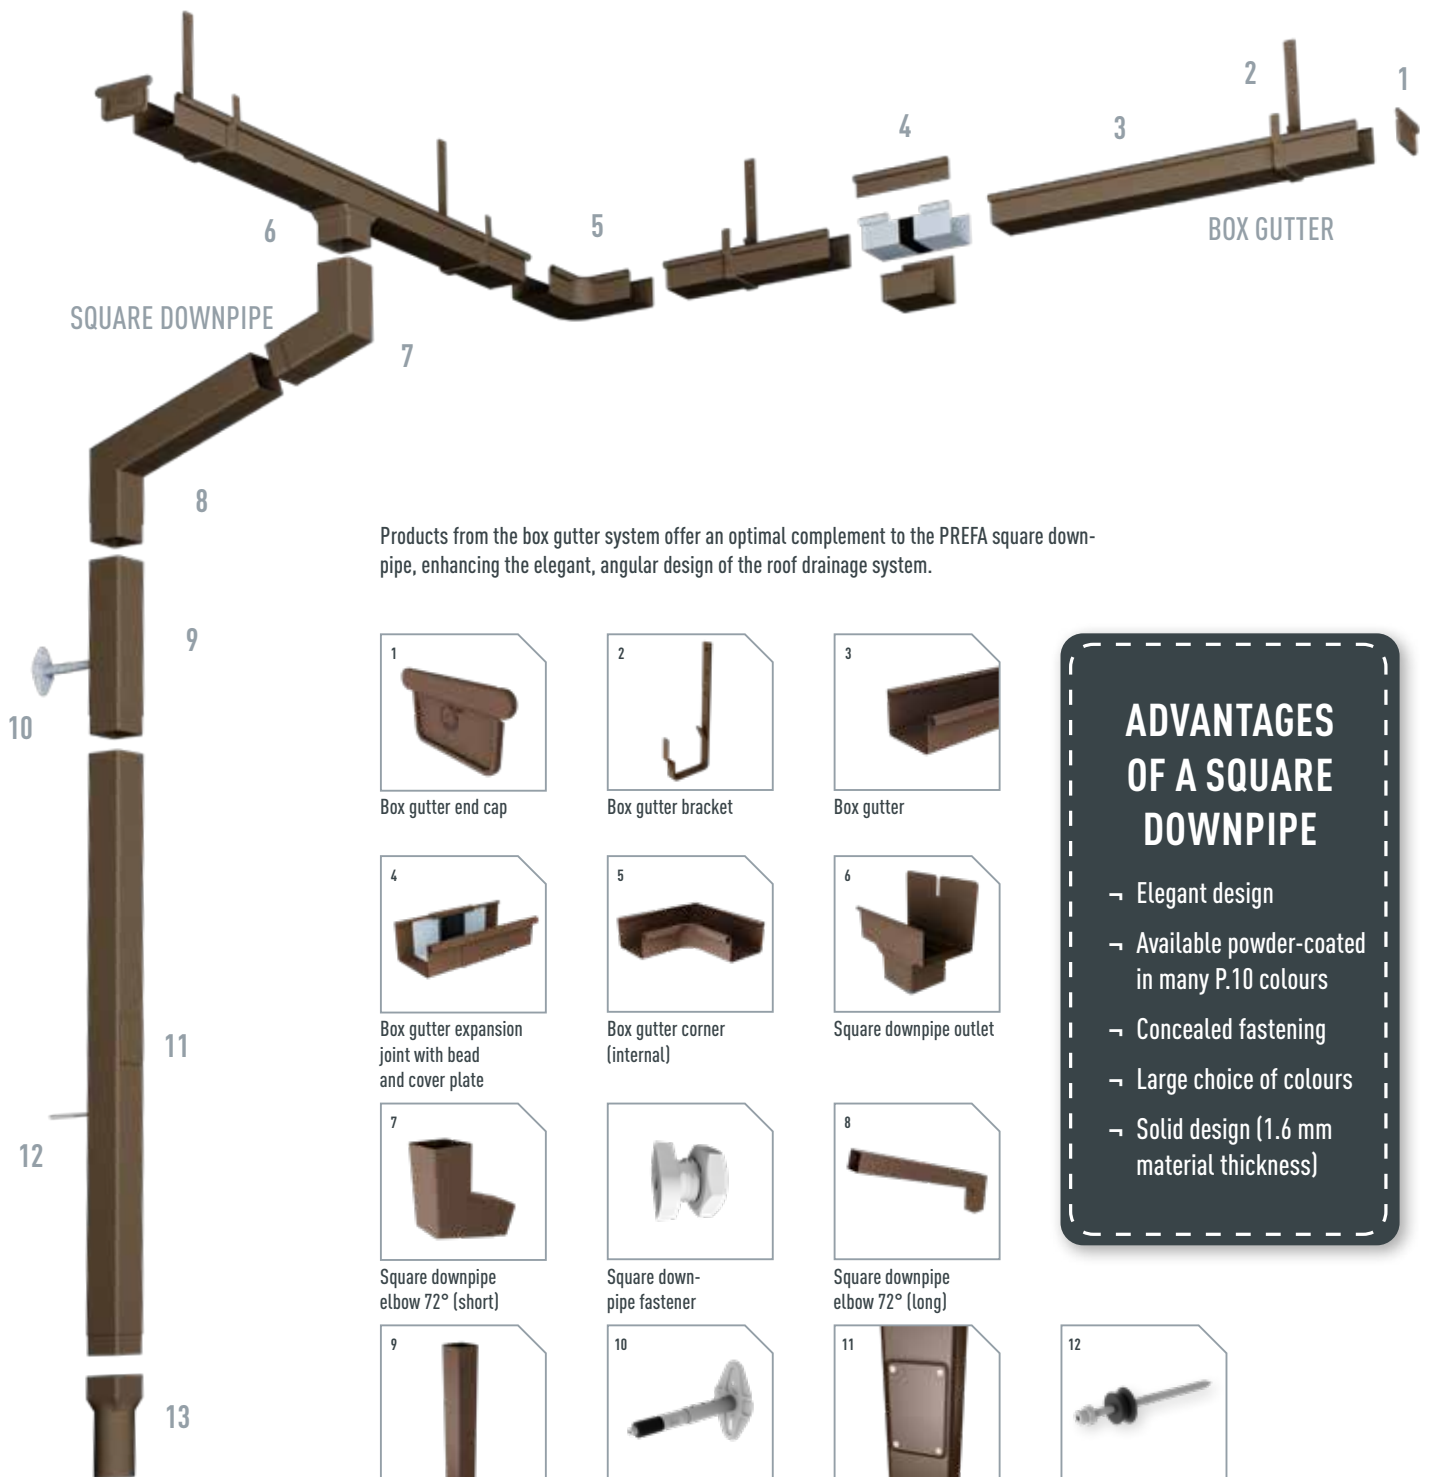 2
1
4
3
6
5
BOX GUTTER
SQUARE DOWNPIPE
7
8
9
10
11
12
13
Products from the box gutter system offer an optimal complement to the PREFA square down-
pipe, enhancing the elegant, angular design of the roof drainage system.
1
Box gutter end cap
2
Box gutter bracket
3
Box gutter
4
Box gutter expansion
joint with bead
and cover plate
5
Box gutter corner
(internal)
6
Square downpipe outlet
7
Square downpipe
elbow 72° (short)
Square down-
pipe fastener
8
Square downpipe
elbow 72° (long)
9
10
11
12
ADVANTAGES
OF A SQUARE
DOWNPIPE
¬ Elegant design
¬ Available powder-coated
in many P.10 colours
¬ Concealed fastening
¬ Large choice of colours
¬ Solid design (1.6 mm
material thickness)